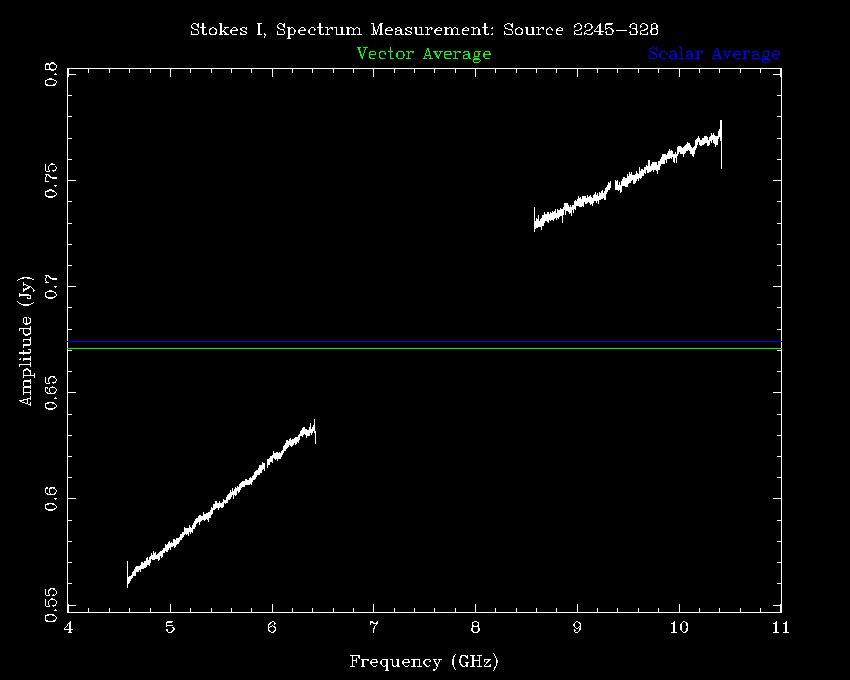 Stokes I, Spectrum Measurement: Source 2245−328
Vector Average Scalar Average
0.8
0.75
0.7
0.65
0.6
0.55
Amplitude (Jy)
4 5 6 7 8 9 10 11
Frequency (GHz)